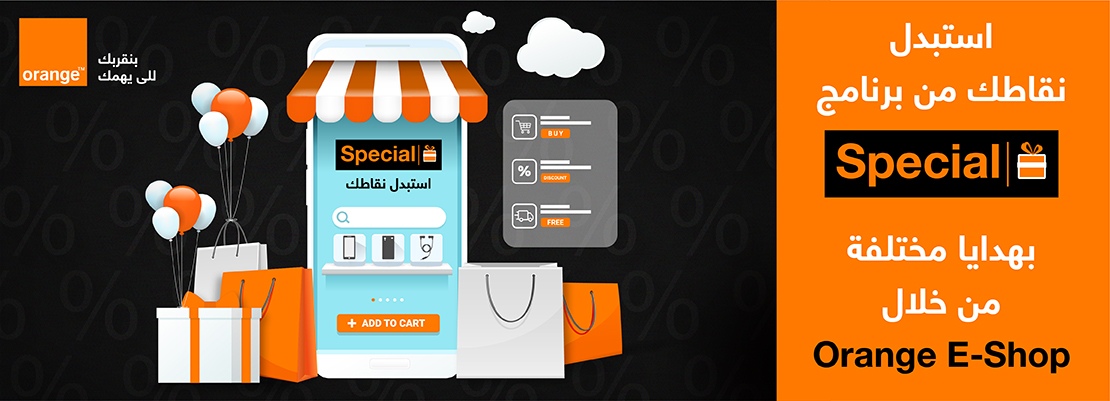 orange™
بنقربك
للى يهمك
Special
استبدل نقاطك
ADD TO CART
BUY
%
DISCOUNT
FREE
استبدل
نقاطك من برنامج
Special
بهدايا مختلفة
من خلال
Orange E-Shop